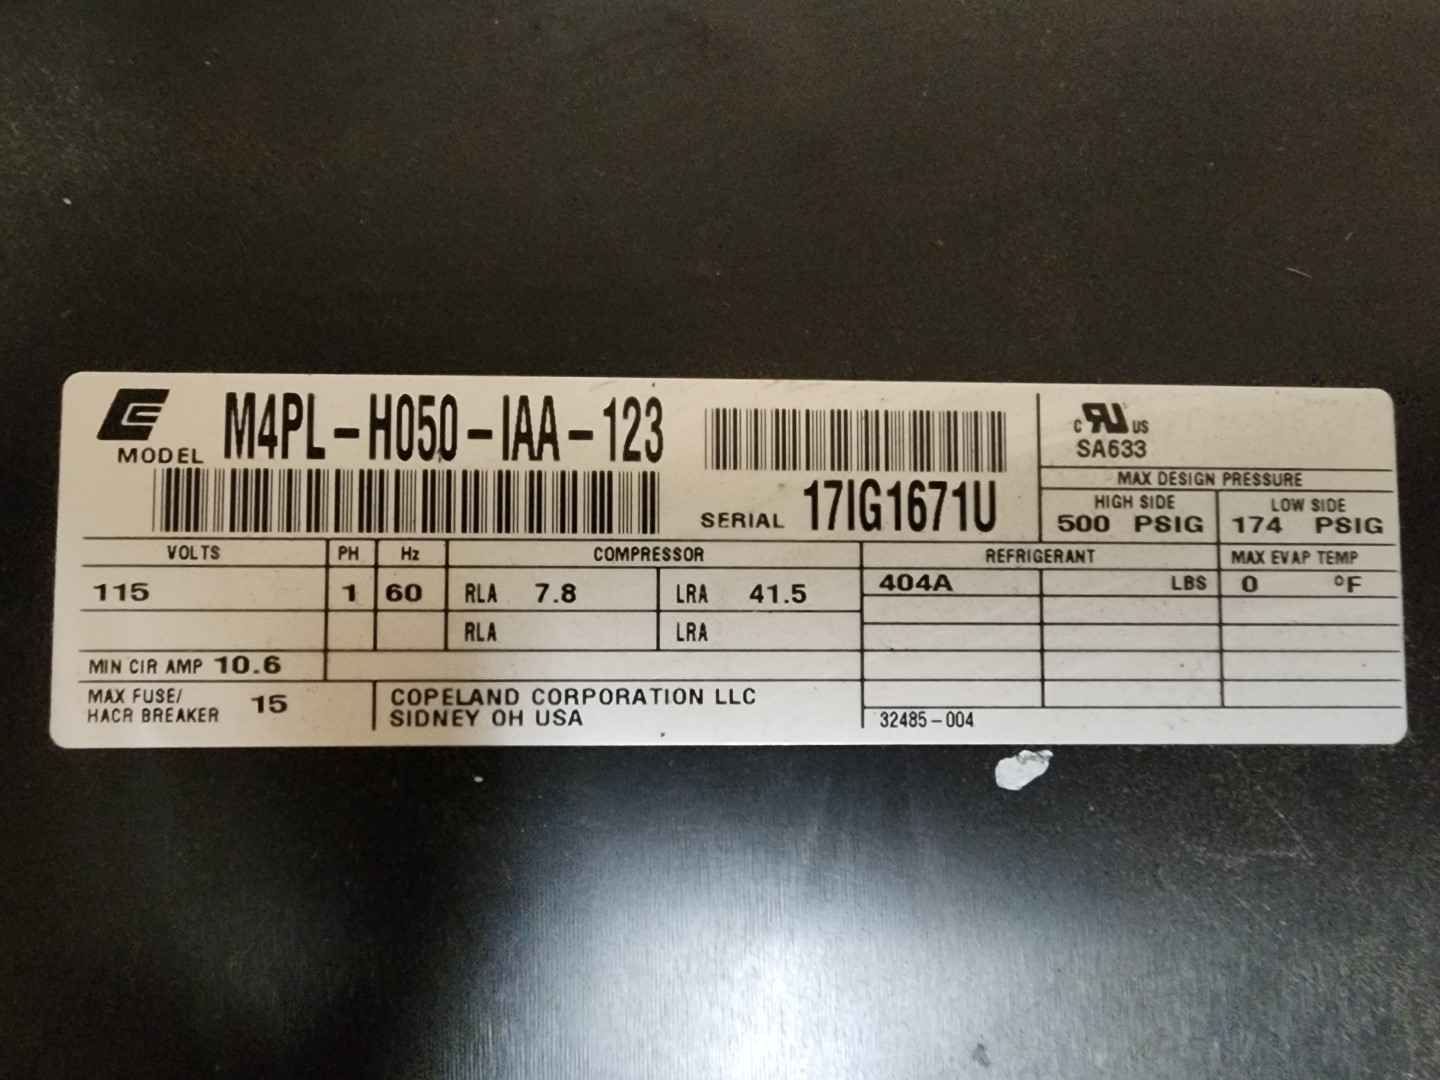 MODEL M4PL-H050-IAA-123
SERIAL 17IG1671U
C RU US
SA633
MAX DESIGN PRESSURE
HIGH SIDE LOW SIDE
500 PSIG 174 PSIG
VOLTS PH Hz COMPRESSOR REFRIGERANT MAX EVAP TEMP
115 1 60 RLA 7.8 LRA 41.5 404A LBS 0 °F
RLA LRA
MIN CIR AMP 10.6
MAX FUSE/
HACR BREAKER 15
COPELAND CORPORATION LLC
SIDNEY OH USA
32485-004